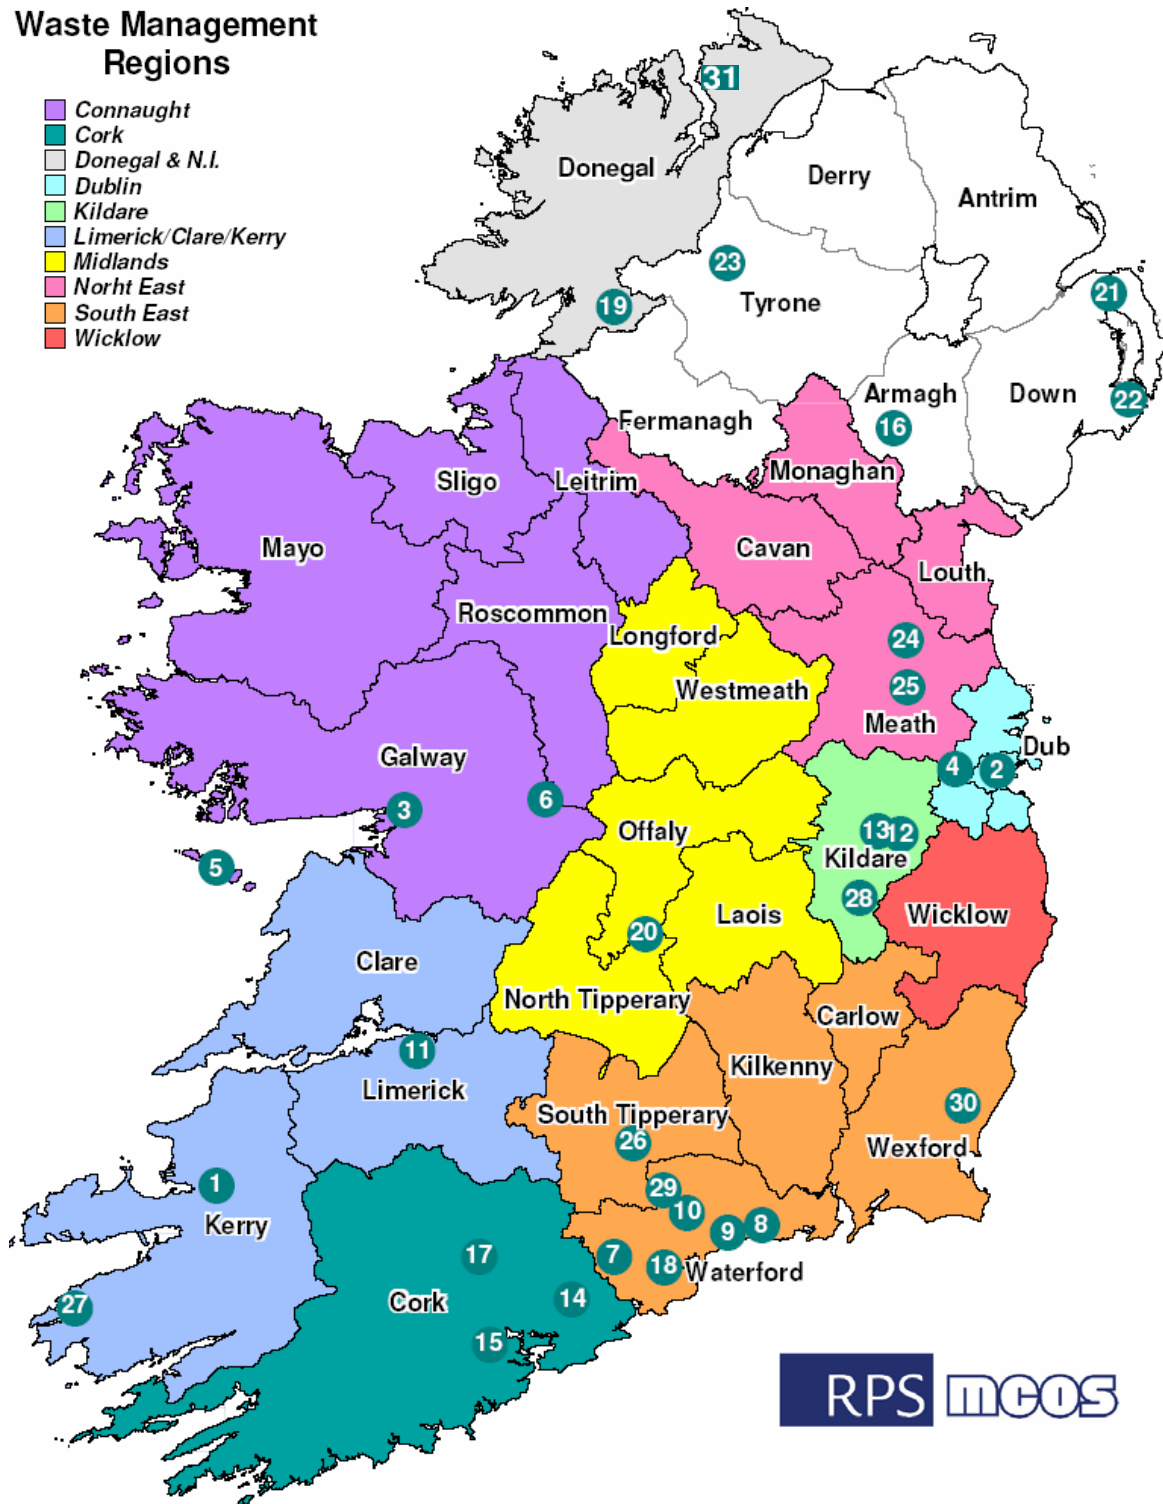 Waste Management
Regions
Connaught
Cork
Donegal & N.I.
Dublin
Kildare
Limerick/Clare/Kerry
Midlands
Norht East
South East
Wicklow
31
Donegal
Derry
Antrim
23
Tyrone
19
21
Armagh
Down
22
Fermanagh
16
Monaghan
Sligo
Leitrim
Mayo
Cavan
Louth
Roscommon
Longford
24
Westmeath
25
Meath
Galway
Dub
4
2
3
6
Offaly
13
12
Kildare
5
28
Laois
Wicklow
20
Clare
North Tipperary
Carlow
11
Limerick
Kilkenny
30
South Tipperary
26
Wexford
1
29
Kerry
10
9
8
17
7
18
Waterford
27
Cork
14
15
RPS mcos